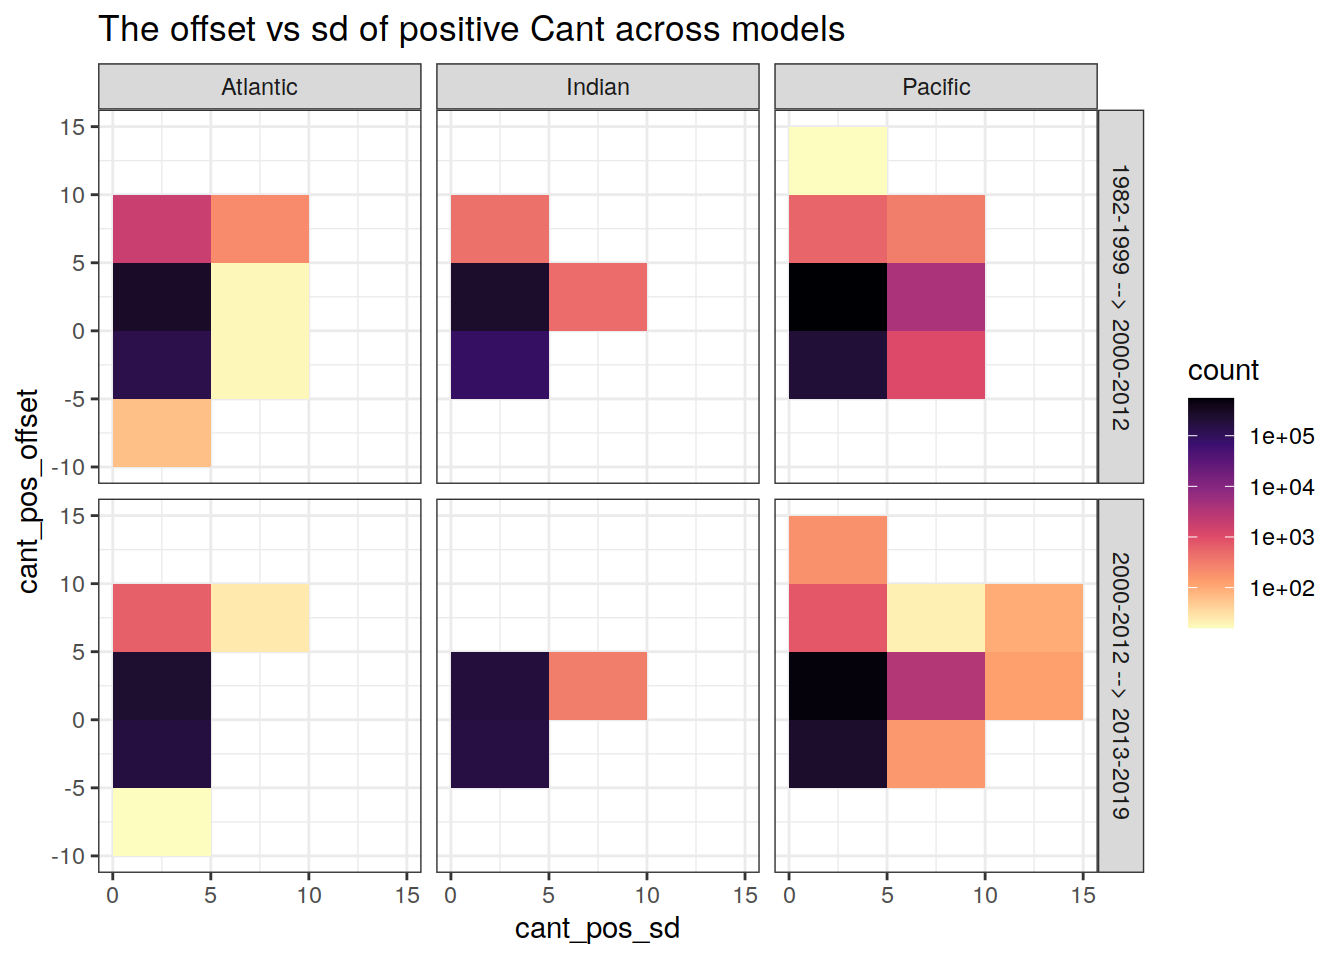 The offset vs sd of positive Cant across models
Atlantic Indian Pacific
15
10
5
0
-5
-10
1982-1999 --> 2000-2012
15
10
5
0
-5
-10
2000-2012 --> 2013-2019
cant_pos_offset
0 5 10 15 0 5 10 15 0 5 10 15
cant_pos_sd
count
1e+05
1e+04
1e+03
1e+02